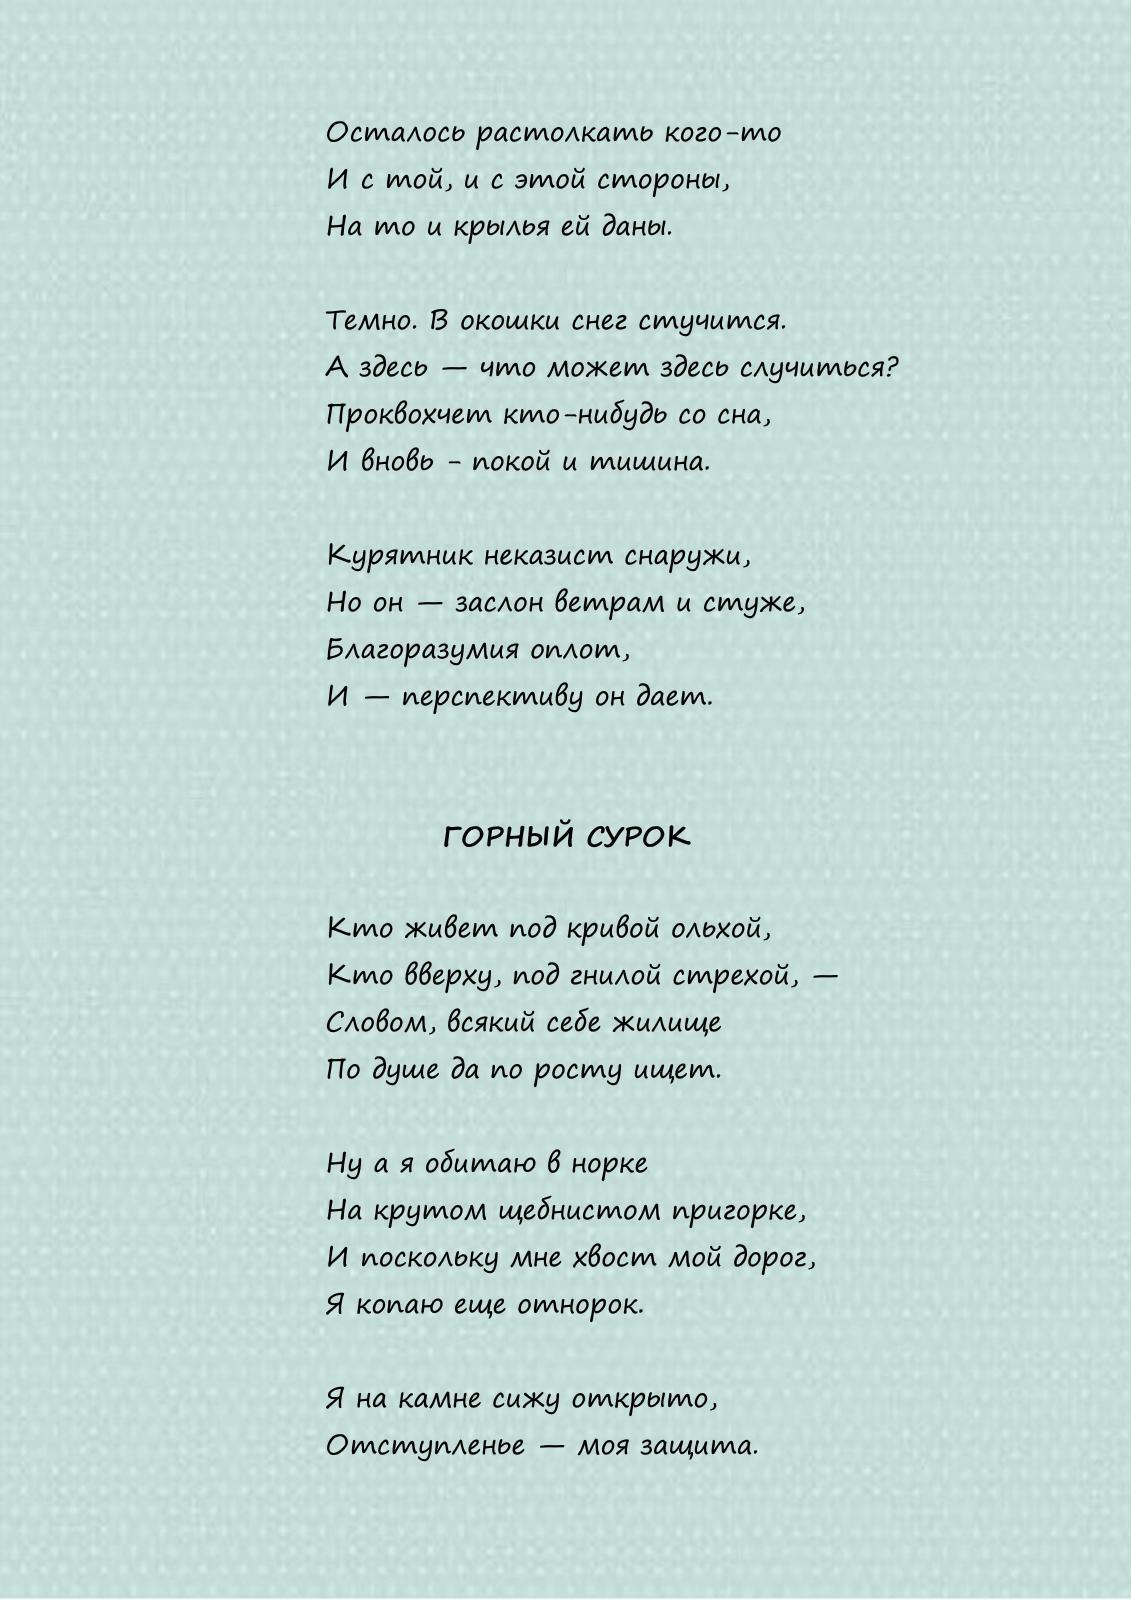 Осталось растолкать кого-то
И с той, и с этой стороны,
На то и крылья ей даны.
Темно. В окошки снег стучится.
А здесь — что может здесь случиться?
Проквохчет кто-нибудь со сна,
И вновь - покой и тишина.
Курятник неказист снаружи,
Но он — заслон ветрам и стуже,
Благоразумия оплот,
И — перспективу он дает.
ГОРНЫЙ СУРОК
Кто живет под кривой ольхой,
Кто вверху, под гнилой стрехой, —
Словом, всякий себе жилище
По душе да по росту ищет.
Ну а я обитаю в норке
На крутом щебнистом пригорке,
И поскольку мне хвост мой дорог,
Я копаю еще отнорок.
Я на камне сижу открыто,
Отступленье — моя защита.